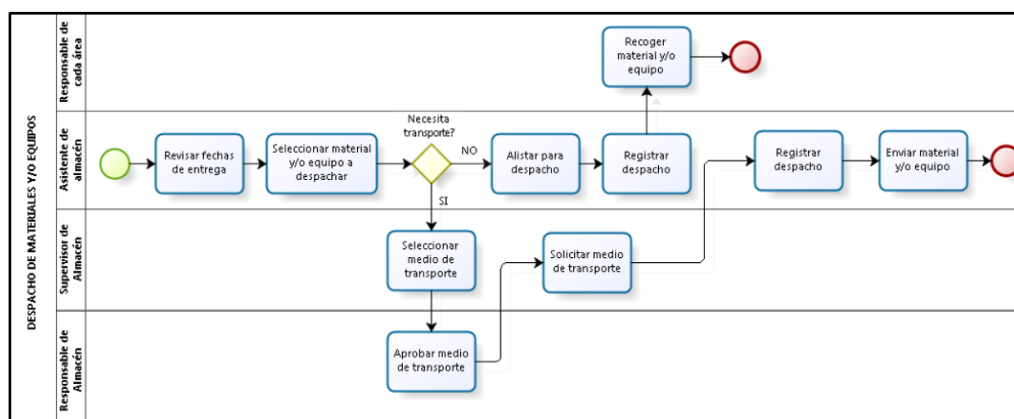 DESPACHO DE MATERIALES Y/O EQUIPOS
Responsable de
cada área
Recoger
material y/o
equipo
Asistente de
almacén
Revisar fechas
de entrega
Seleccionar material
y/o equipo a
despachar
Necesita
transporte?
NO
SI
Alistar para
despacho
Registrar
despacho
Registrar
despacho
Enviar material
y/o equipo
Supervisor de
Almacén
Seleccionar
medio de
transporte
Solicitar medio
de transporte
Responsable de
Almacén
Aprobar medio
de transporte